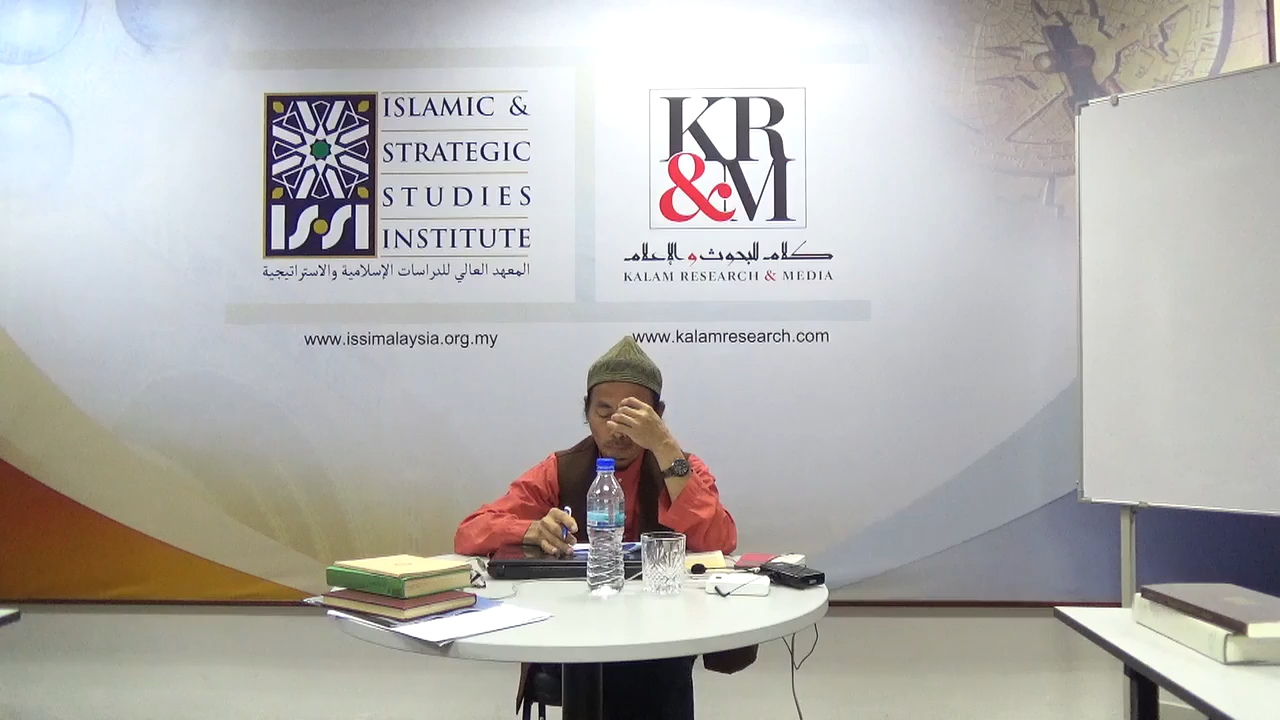 ISLAMIC &
STRATEGIC
STUDIES
INSTITUTE
ISSI
المعهد العالي للدراسات الإسلامية والاستراتيجية
www.issimalaysia.org.my
KR
&M
كلام للبحوث والإعلام
KALAM RESEARCH & MEDIA
www.kalamresearch.com